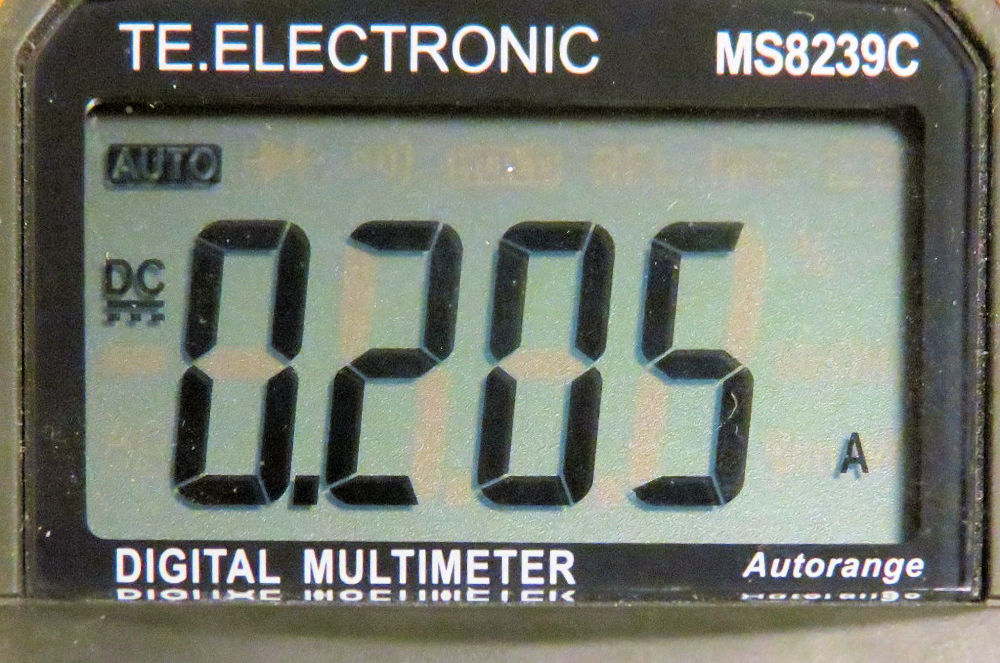 TE.ELECTRONIC MS8239C
AUTO
DC
0.205 A
DIGITAL MULTIMETER Autorange